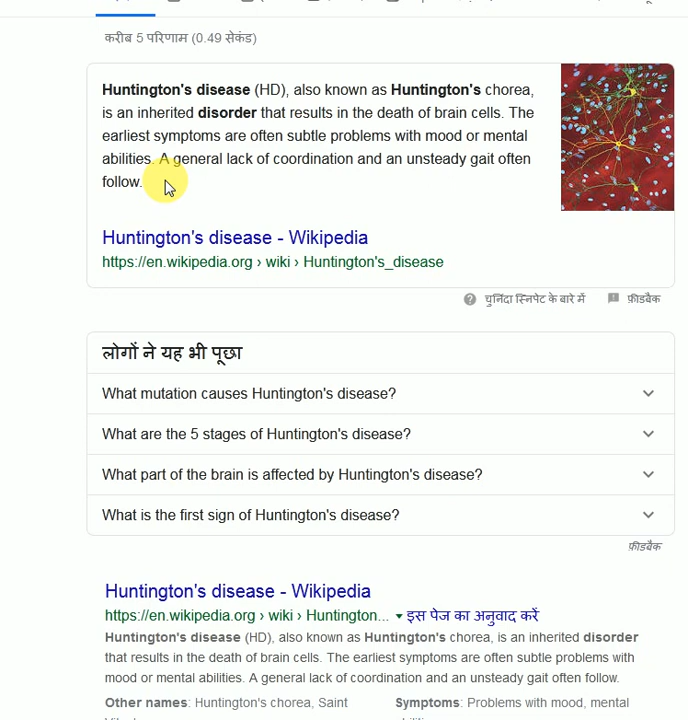 करीब 5 परिणाम (0.49 सेकंड)
Huntington's disease (HD), also known as Huntington's chorea,
is an inherited disorder that results in the death of brain cells. The
earliest symptoms are often subtle problems with mood or mental
abilities. A general lack of coordination and an unsteady gait often
follow.
Huntington's disease - Wikipedia
https://en.wikipedia.org › wiki › Huntington's_disease
चुनिंदा स्निपेट के बारे में फ़ीडबैक
लोगों ने यह भी पूछा
What mutation causes Huntington's disease?
What are the 5 stages of Huntington's disease?
What part of the brain is affected by Huntington's disease?
What is the first sign of Huntington's disease?
फ़ीडबैक
Huntington's disease - Wikipedia
https://en.wikipedia.org › wiki › Huntington... इस पेज का अनुवाद करें
Huntington's disease (HD), also known as Huntington's chorea, is an inherited disorder
that results in the death of brain cells. The earliest symptoms are often subtle problems with
mood or mental abilities. A general lack of coordination and an unsteady gait often follow.
Other names: Huntington's chorea, Saint Symptoms: Problems with mood, mental